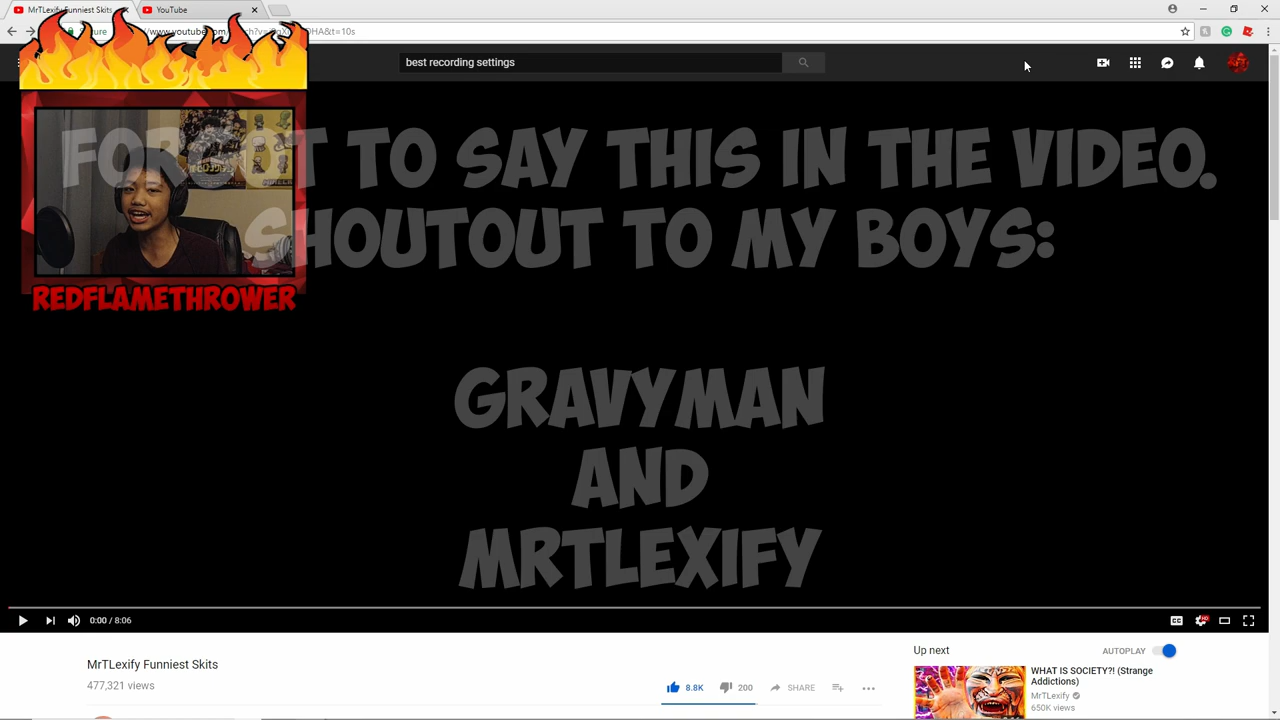 MrTLexify Funniest Skits
YouTube
best recording settings
FORGOT TO SAY THIS IN THE VIDEO.
SHOUTOUT TO MY BOYS:
REDFLAMETHROWER
GRAVYMAN
AND
MRTLEXIFY
0:00 / 8:06
CC
HD
MrTLexify Funniest Skits
477,321 views
8.8K
200
SHARE
Up next
AUTOPLAY
WHAT IS SOCIETY?! (Strange
Addictions)
MrTLexify
650K views